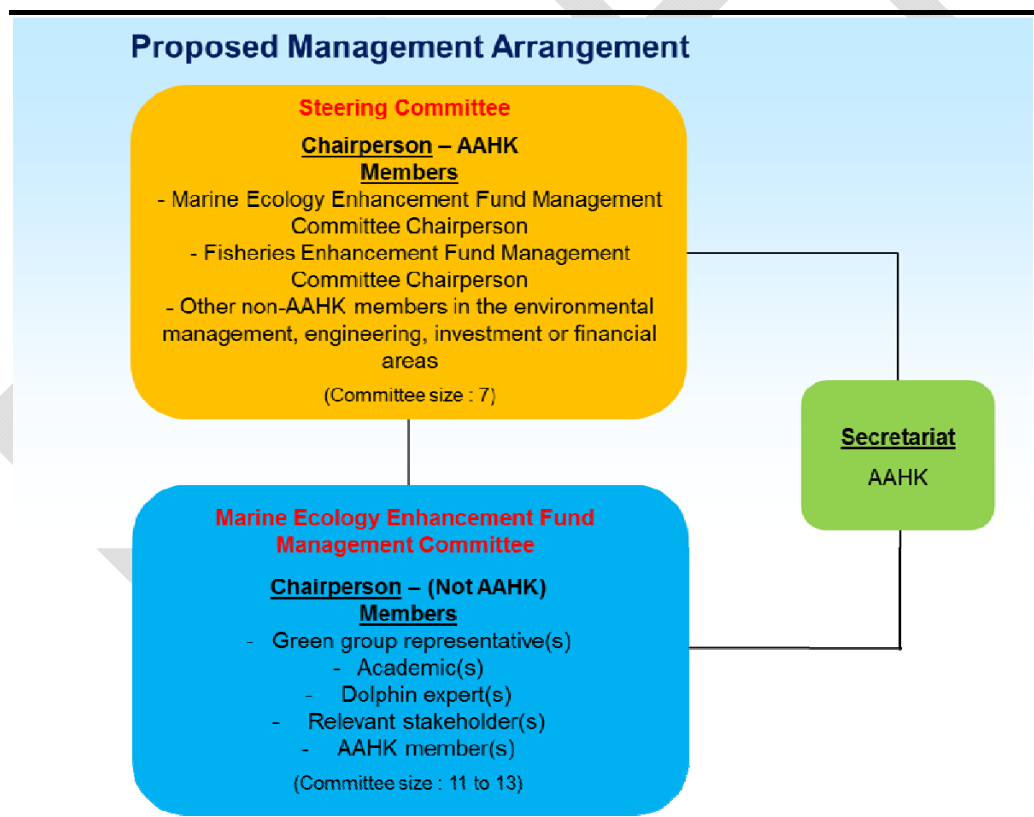 Proposed Management Arrangement
Steering Committee
Chairperson – AAHK
Members
- Marine Ecology Enhancement Fund Management
Committee Chairperson
- Fisheries Enhancement Fund Management
Committee Chairperson
- Other non-AAHK members in the environmental
management, engineering, investment or financial
areas
(Committee size : 7)
Secretariat
AAHK
Marine Ecology Enhancement Fund
Management Committee
Chairperson – (Not AAHK)
Members
- Green group representative(s)
- Academic(s)
- Dolphin expert(s)
- Relevant stakeholder(s)
- AAHK member(s)
(Committee size : 11 to 13)